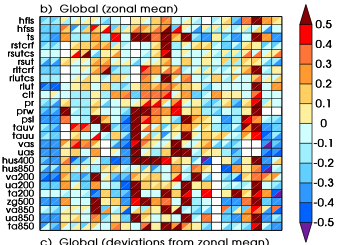 b) Global (zonal mean)
hfls
hfss
ts
rstcrf
rsutcs
rsut
rltcrf
rlutcs
rlut
clt
pr
prw
psl
tauv
tauu
vas
uas
hus400
hus850
va200
ua200
ta200
zg500
va850
ua850
ta850
0.5
0.4
0.3
0.2
0.1
0
-0.1
-0.2
-0.3
-0.4
-0.5
c) Global (deviations from zonal mean)